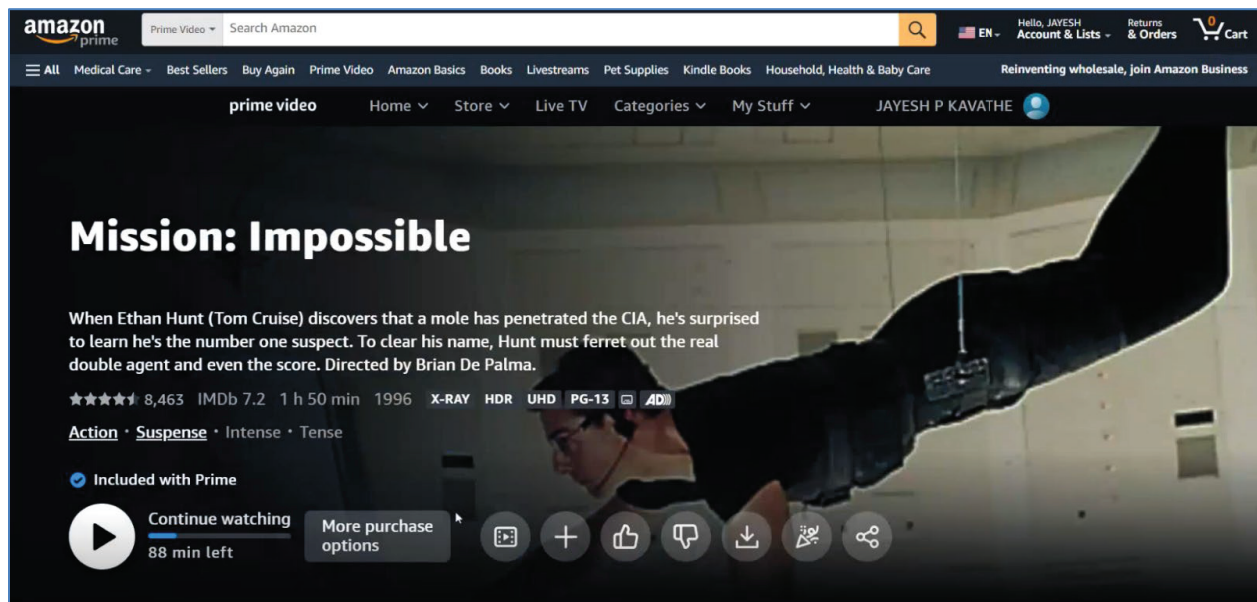 amazon prime
Prime Video
Search Amazon
EN
Hello, JAYESH
Account & Lists
Returns
& Orders
0
Cart
All
Medical Care
Best Sellers
Buy Again
Prime Video
Amazon Basics
Books
Livestreams
Pet Supplies
Kindle Books
Household, Health & Baby Care
Reinventing wholesale, join Amazon Business
prime video
Home
Store
Live TV
Categories
My Stuff
JAYESH P KAVATHE
Mission: Impossible
When Ethan Hunt (Tom Cruise) discovers that a mole has penetrated the CIA, he's surprised
to learn he's the number one suspect. To clear his name, Hunt must ferret out the real
double agent and even the score. Directed by Brian De Palma.
8,463 IMDb 7.2 1 h 50 min 1996 X-RAY HDR UHD PG-13 AD)))
Action · Suspense · Intense · Tense
Included with Prime
Continue watching
88 min left
More purchase
options